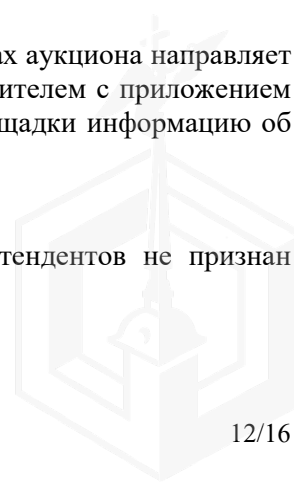 ах аукциона направляет
ителем с приложением
щадки информацию об
тендентов не признан
12/16